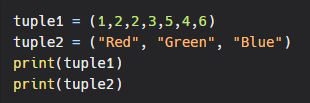 tuple1 = (1,2,2,3,5,4,6)
tuple2 = ("Red", "Green", "Blue")
print(tuple1)
print(tuple2)